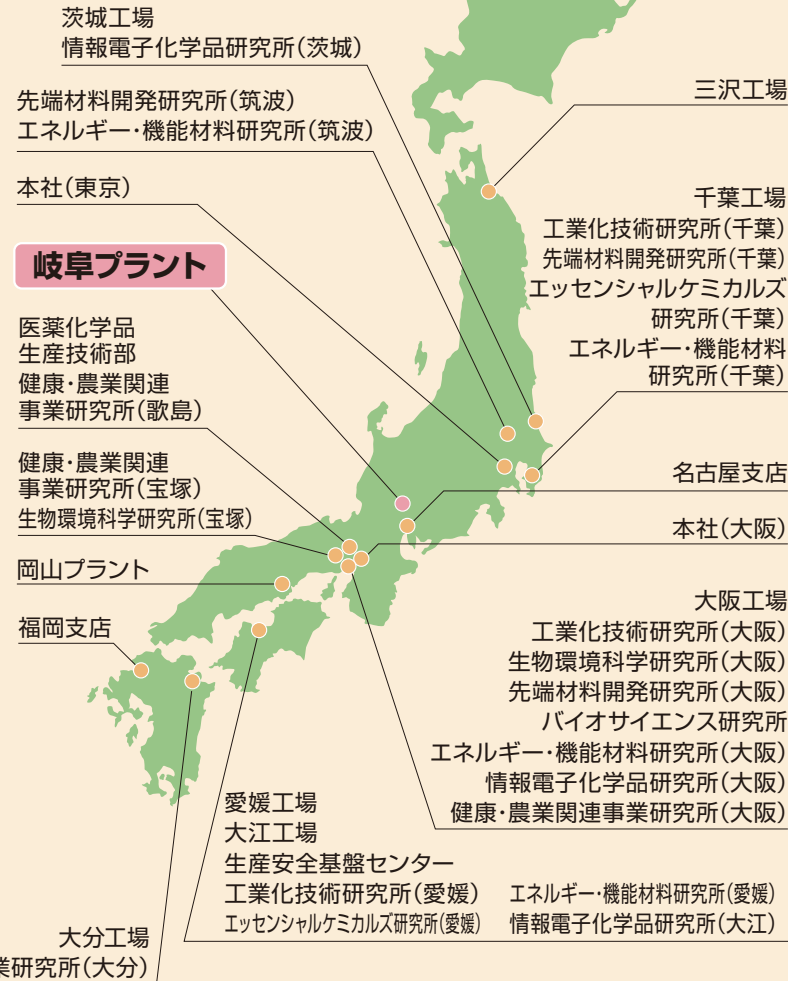 茨城工場
情報電子化学品研究所(茨城)
先端材料開発研究所(筑波)
エネルギー・機能材料研究所(筑波)
本社(東京)
岐阜プラント
医薬化学品
生産技術部
健康・農業関連
事業研究所(歌島)
健康・農業関連
事業研究所(宝塚)
生物環境科学研究所(宝塚)
岡山プラント
福岡支店
三沢工場
千葉工場
工業化技術研究所(千葉)
先端材料開発研究所(千葉)
エッセンシャルケミカルズ
研究所(千葉)
エネルギー・機能材料
研究所(千葉)
名古屋支店
本社(大阪)
大阪工場
工業化技術研究所(大阪)
生物環境科学研究所(大阪)
先端材料開発研究所(大阪)
バイオサイエンス研究所
エネルギー・機能材料研究所(大阪)
情報電子化学品研究所(大阪)
健康・農業関連事業研究所(大阪)
愛媛工場
大江工場
生産安全基盤センター
工業化技術研究所(愛媛) エネルギー・機能材料研究所(愛媛)
エッセンシャルケミカルズ研究所(愛媛) 情報電子化学品研究所(大江)
大分工場
業研究所(大分)